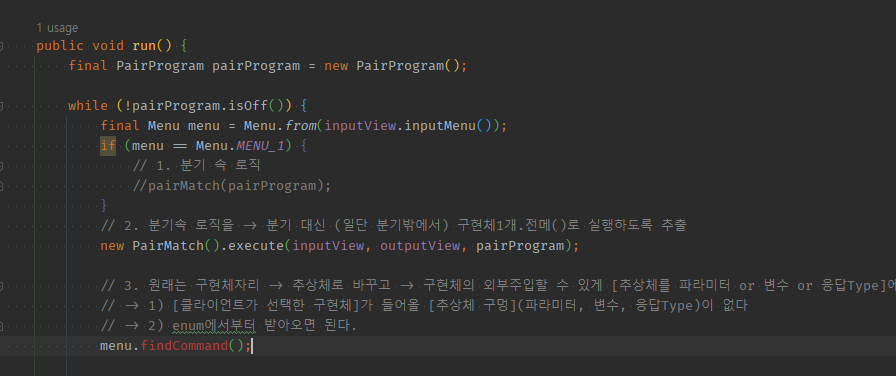 1 usage
public void run() {
final PairProgram pairProgram = new PairProgram();
while (!pairProgram.isOff()) {
final Menu menu = Menu.from(inputView.inputMenu());
if (menu == Menu.MENU_1) {
// 1. 분기 속 로직
//pairMatch(pairProgram);
}
// 2. 분기속 로직을 -> 분기 대신 (일단 분기밖에서) 구현체1개.전메()로 실행하도록 추출
new PairMatch().execute(inputView, outputView, pairProgram);
// 3. 원래는 구현체자리 -> 추상체로 바꾸고 -> 구현체의 외부주입할 수 있게 [추상체를 파라미터 or 변수 or 응답Type]에
// -> 1) [클라이언트가 선택한 구현체]가 들어올 [추상체 구멍](파라미터, 변수, 응답Type)이 없다
// -> 2) enum에서부터 받아오면 된다.
menu.findCommand();